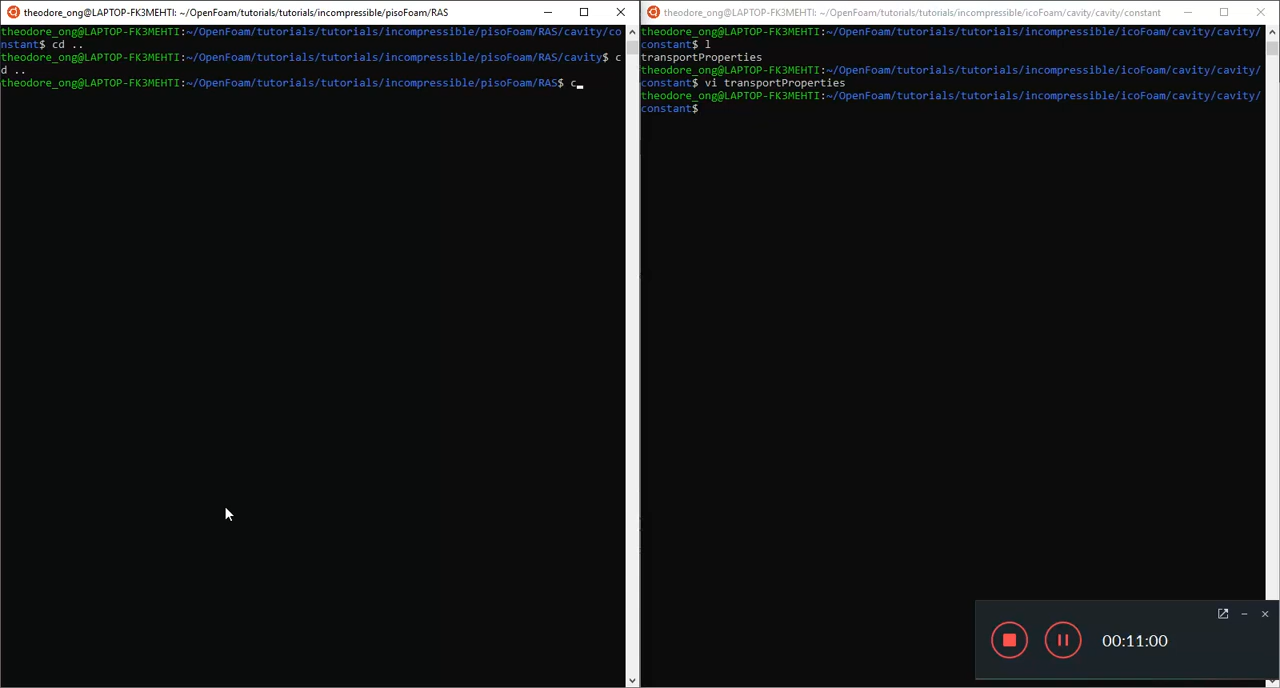 theodore_ong@LAPTOP-FK3MEHTI: ~/OpenFoam/tutorials/tutorials/incompressible/pisoFoam/RAS
theodore_ong@LAPTOP-FK3MEHTI:~/OpenFoam/tutorials/tutorials/incompressible/pisoFoam/RAS/cavity/co
nstant$ cd ..
theodore_ong@LAPTOP-FK3MEHTI:~/OpenFoam/tutorials/tutorials/incompressible/pisoFoam/RAS/cavity$ c
d ..
theodore_ong@LAPTOP-FK3MEHTI:~/OpenFoam/tutorials/tutorials/incompressible/pisoFoam/RAS$ c
theodore_ong@LAPTOP-FK3MEHTI: ~/OpenFoam/tutorials/tutorials/incompressible/icoFoam/cavity/cavity/constant
theodore_ong@LAPTOP-FK3MEHTI:~/OpenFoam/tutorials/tutorials/incompressible/icoFoam/cavity/cavity/
constant$ l
transportProperties
theodore_ong@LAPTOP-FK3MEHTI:~/OpenFoam/tutorials/tutorials/incompressible/icoFoam/cavity/cavity/
constant$ vi transportProperties
theodore_ong@LAPTOP-FK3MEHTI:~/OpenFoam/tutorials/tutorials/incompressible/icoFoam/cavity/cavity/
constant$
00:11:00